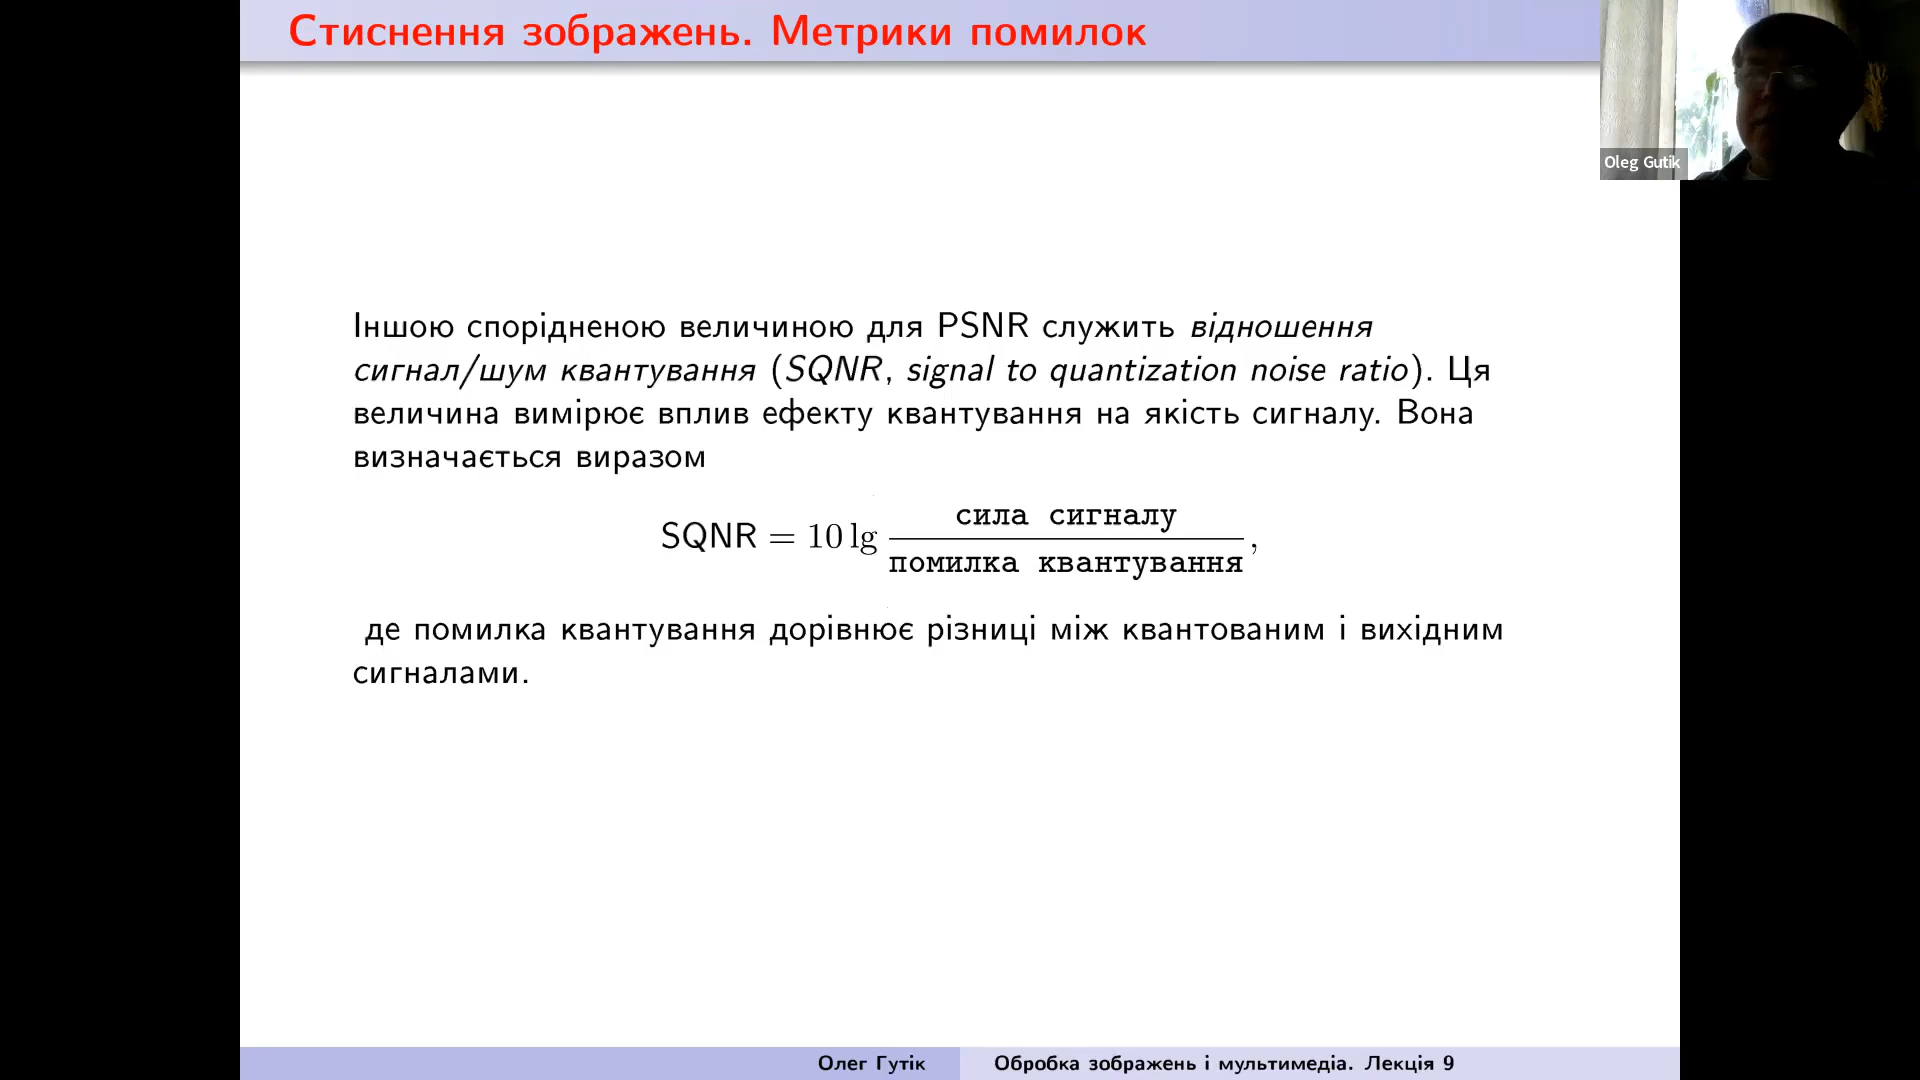 Стиснення зображень. Метрики помилок
Oleg Gutik
Іншою спорідненою величиною для PSNR служить відношення
сигнал/шум квантування (SQNR, signal to quantization noise ratio). Ця
величина вимірює вплив ефекту квантування на якість сигналу. Вона
визначається виразом
SQNR = 10 lg сила сигналу / помилка квантування,
де помилка квантування дорівнює різниці між квантованим і вихідним
сигналами.
Олег Гутік
Обробка зображень і мультимедіа. Лекція 9